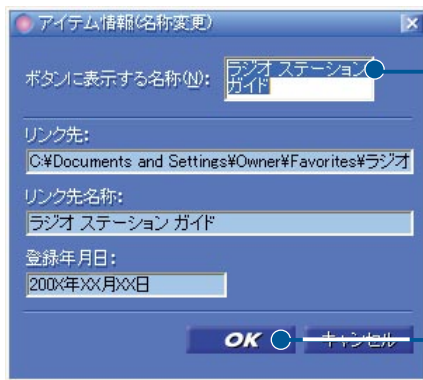 アイテム情報(名称変更)
ボタンに表示する名称(N):
ラジオ ステーション
ガイド
リンク先:
C:¥Documents and Settings¥Owner¥Favorites¥ラジオ
リンク先名称:
ラジオ ステーション ガイド
登録年月日:
200X年XX月XX日
OK キャンセル